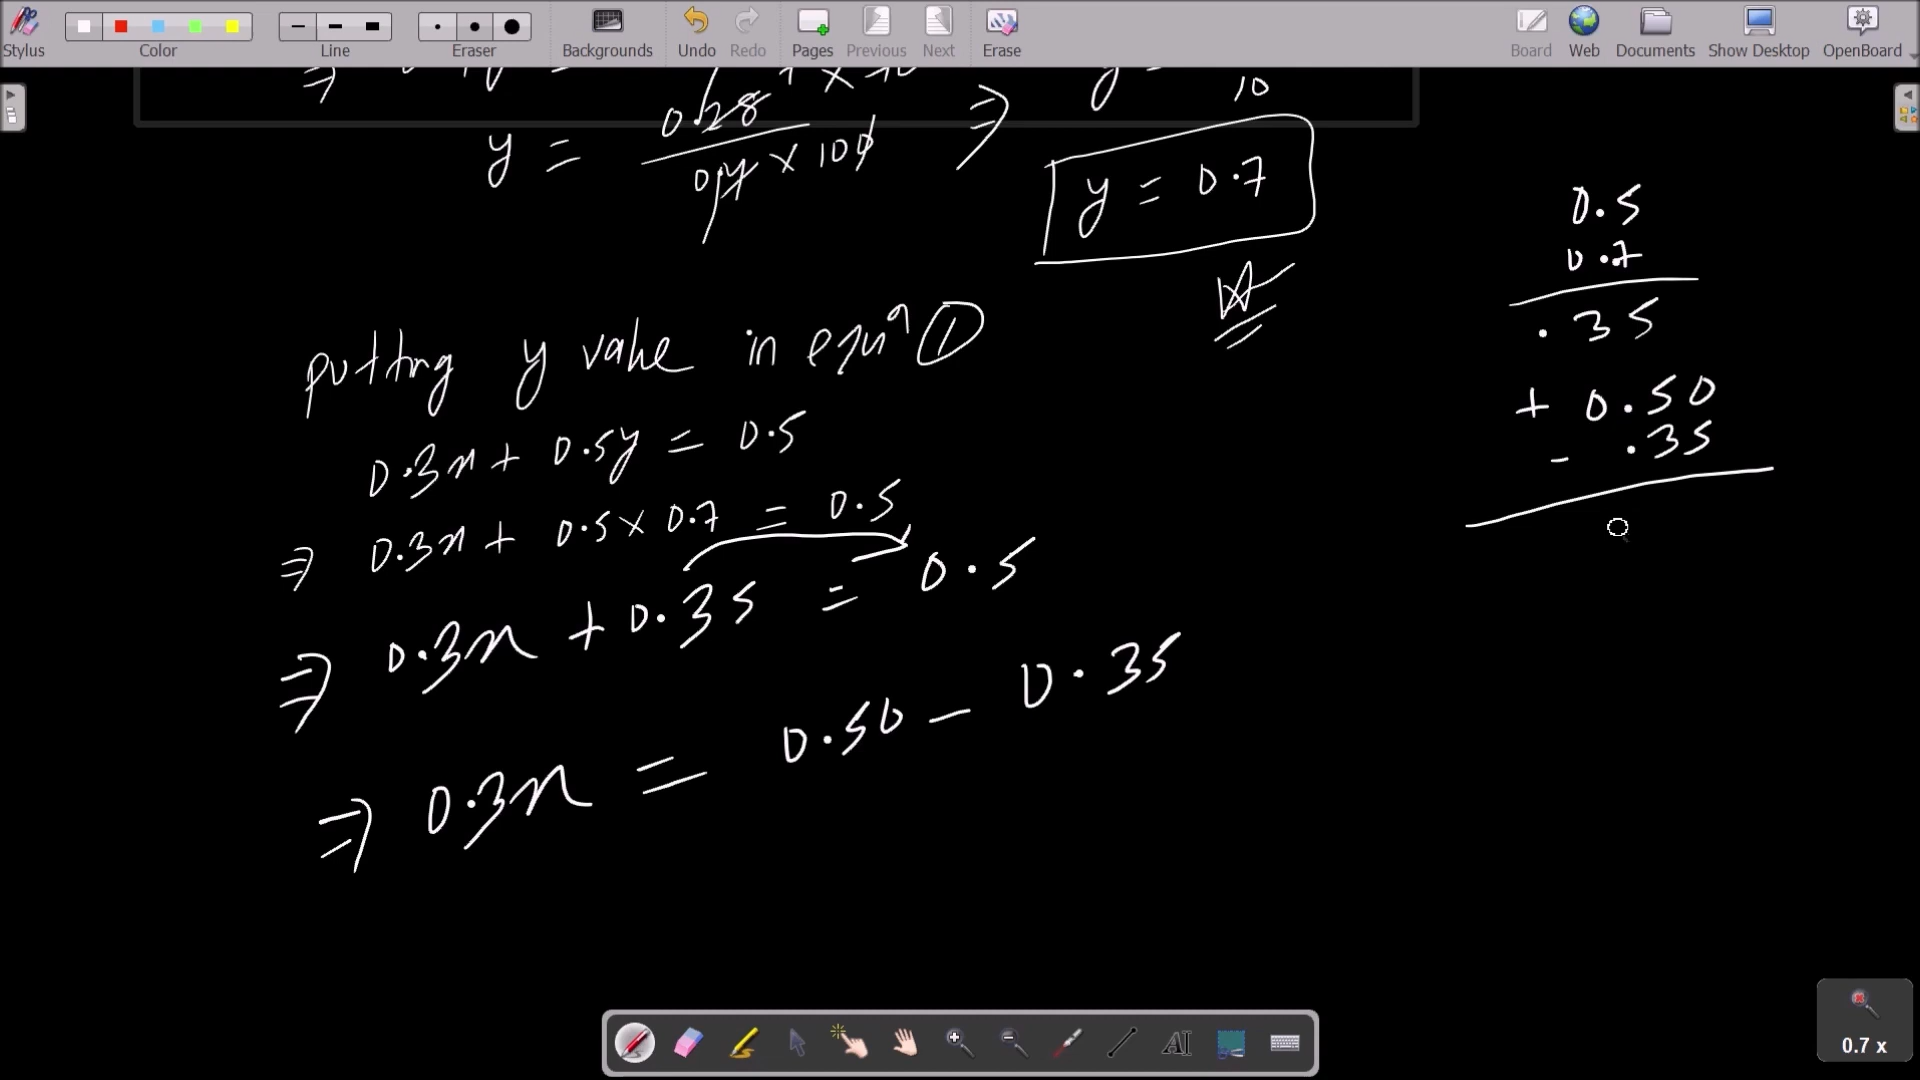 Stylus Color Line Eraser Backgrounds Undo Redo Pages Previous Next Erase Board Web Documents Show Desktop OpenBoard
10
y = 0.28 × 10 / 0.4 × 100 ⇒
y = 0.7
putting y value in equⁿ ①
0.3x + 0.5y = 0.5
⇒ 0.3x + 0.5 × 0.7 = 0.5
⇒ 0.3x + 0.35 = 0.5
⇒ 0.3x = 0.50 - 0.35
0.5
0.7
.35
+ 0.50
- .35
0.7 x